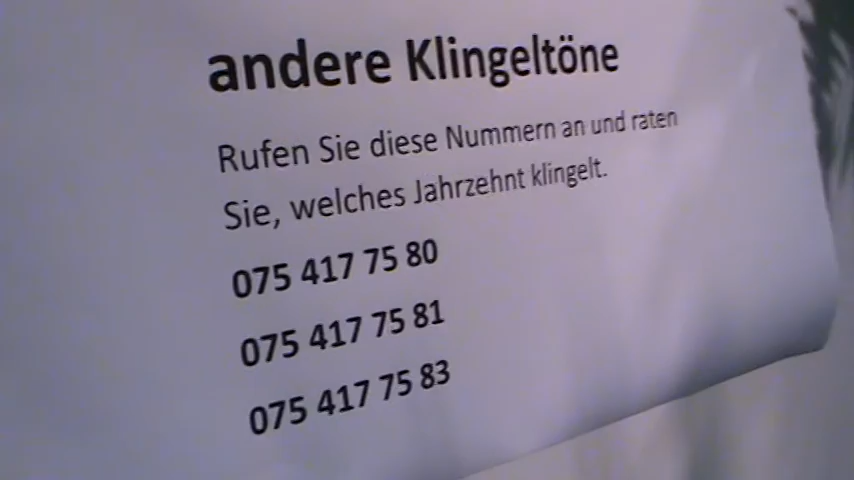 andere Klingeltöne
Rufen Sie diese Nummern an und raten
Sie, welches Jahrzehnt klingelt.
075 417 75 80
075 417 75 81
075 417 75 83